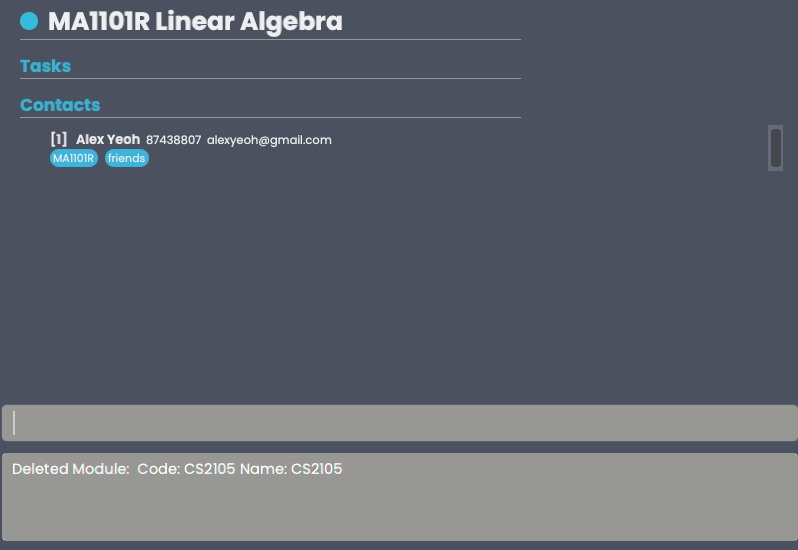 MA1101R Linear Algebra
Tasks
Contacts
[1] Alex Yeoh 87438807 alexyeoh@gmail.com
MA1101R friends
Deleted Module: Code: CS2105 Name: CS2105